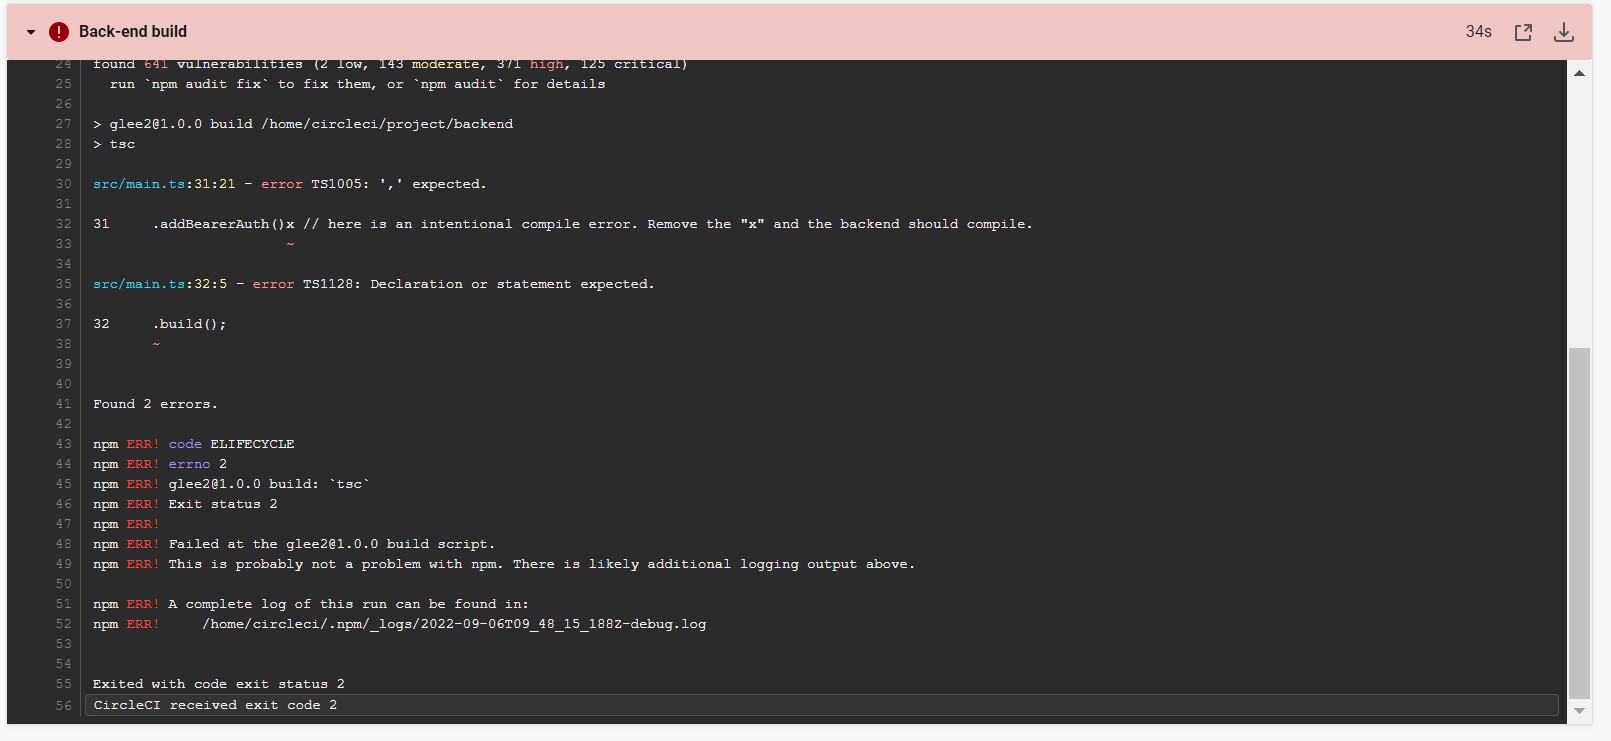 Back-end build 34s
24 found 641 vulnerabilities (2 low, 143 moderate, 371 high, 125 critical)
25 run `npm audit fix` to fix them, or `npm audit` for details
26
27 > glee2@1.0.0 build /home/circleci/project/backend
28 > tsc
29
30 src/main.ts:31:21 - error TS1005: ',' expected.
31
32 31 .addBearerAuth()x // here is an intentional compile error. Remove the "x" and the backend should compile.
33 ~
34
35 src/main.ts:32:5 - error TS1128: Declaration or statement expected.
36
37 32 .build();
38 ~
39
40
41 Found 2 errors.
42
43 npm ERR! code ELIFECYCLE
44 npm ERR! errno 2
45 npm ERR! glee2@1.0.0 build: `tsc`
46 npm ERR! Exit status 2
47 npm ERR!
48 npm ERR! Failed at the glee2@1.0.0 build script.
49 npm ERR! This is probably not a problem with npm. There is likely additional logging output above.
50
51 npm ERR! A complete log of this run can be found in:
52 npm ERR! /home/circleci/.npm/_logs/2022-09-06T09_48_15_188Z-debug.log
53
54
55 Exited with code exit status 2
56 CircleCI received exit code 2